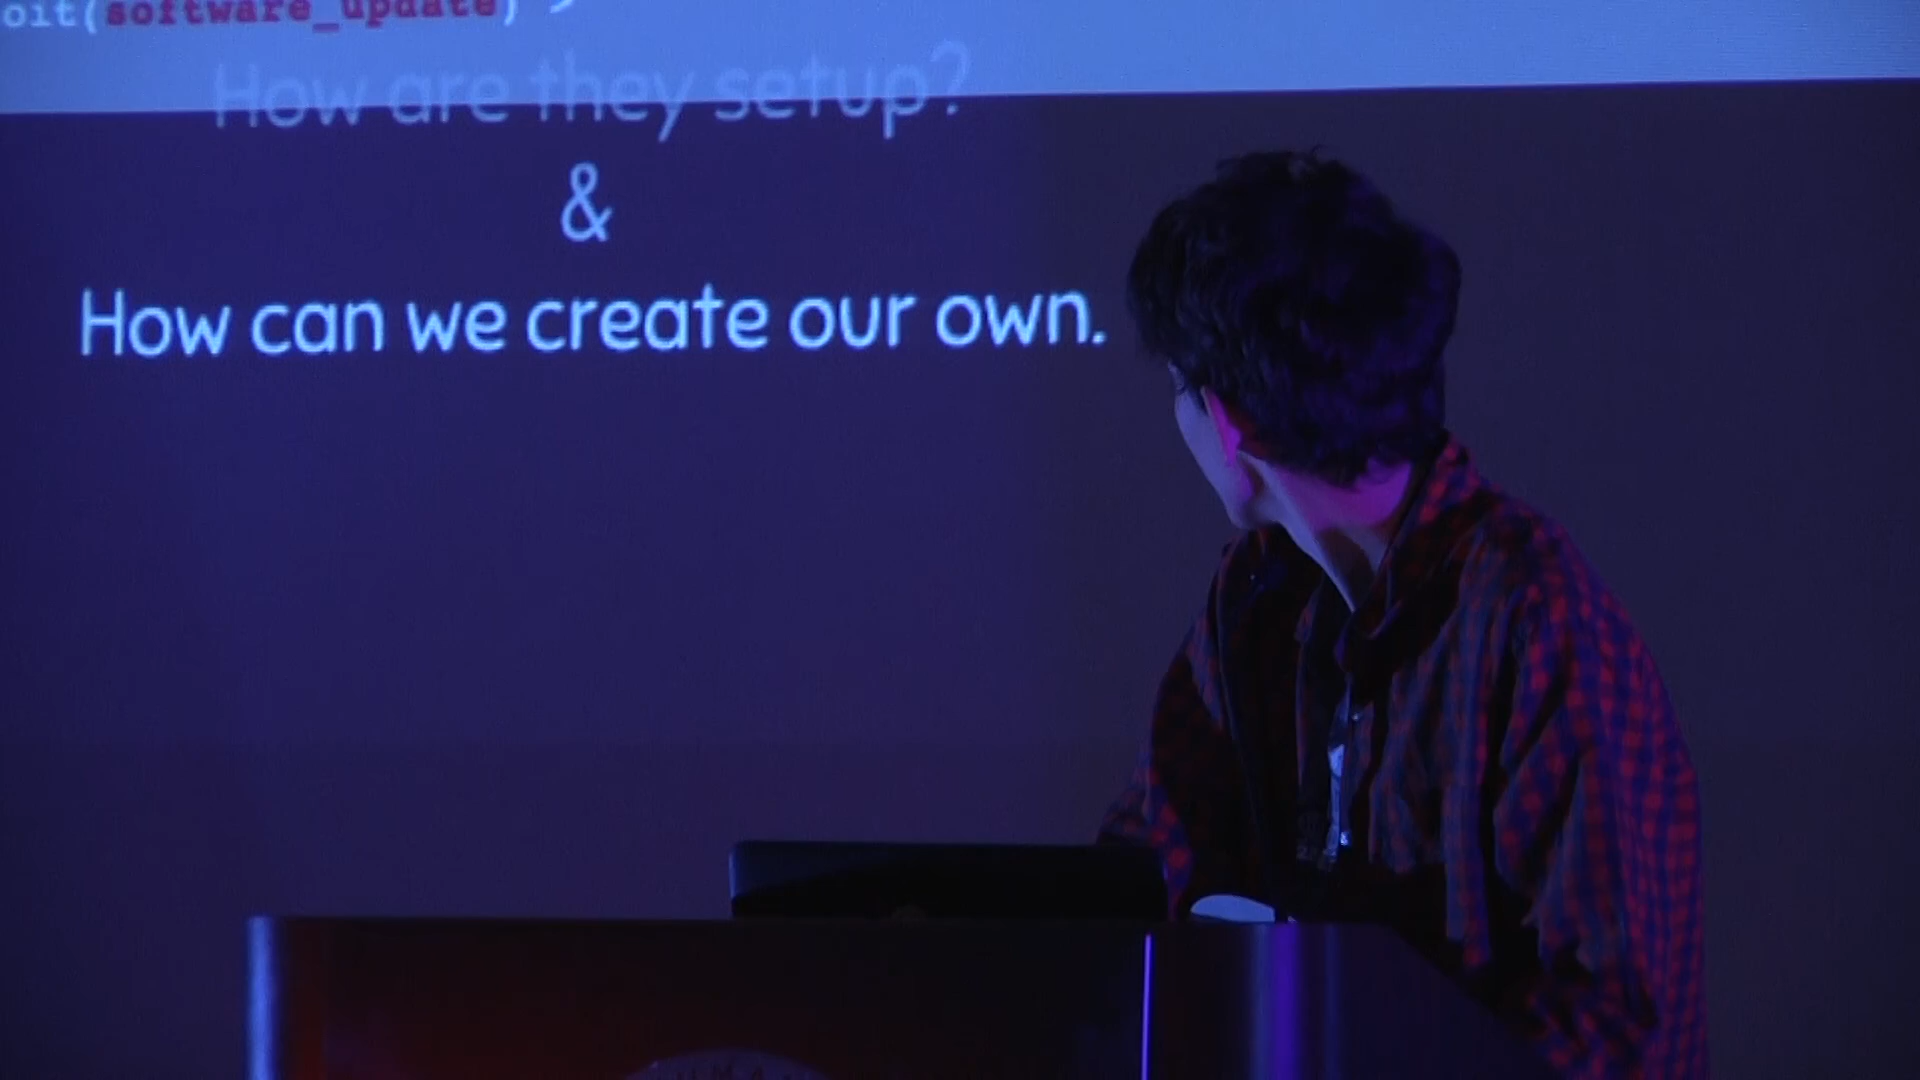 oit(software_update)
How are they setup?
&
How can we create our own.